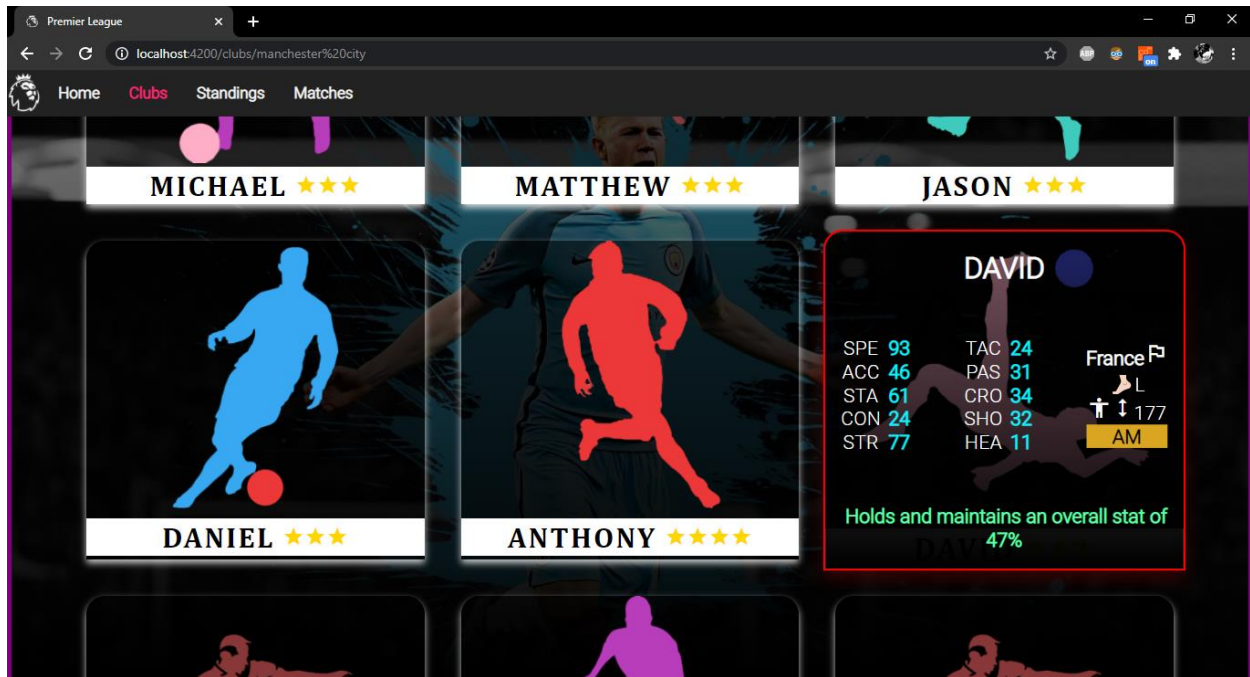 Premier League
localhost:4200/clubs/manchester%20city
ABP
on
Home Clubs Standings Matches
MICHAEL
MATTHEW
JASON
DANIEL
ANTHONY
DAVID
SPE 93 TAC 24
ACC 46 PAS 31
STA 61 CRO 34
CON 24 SHO 32
STR 77 HEA 11
France
L
177
AM
Holds and maintains an overall stat of
47%